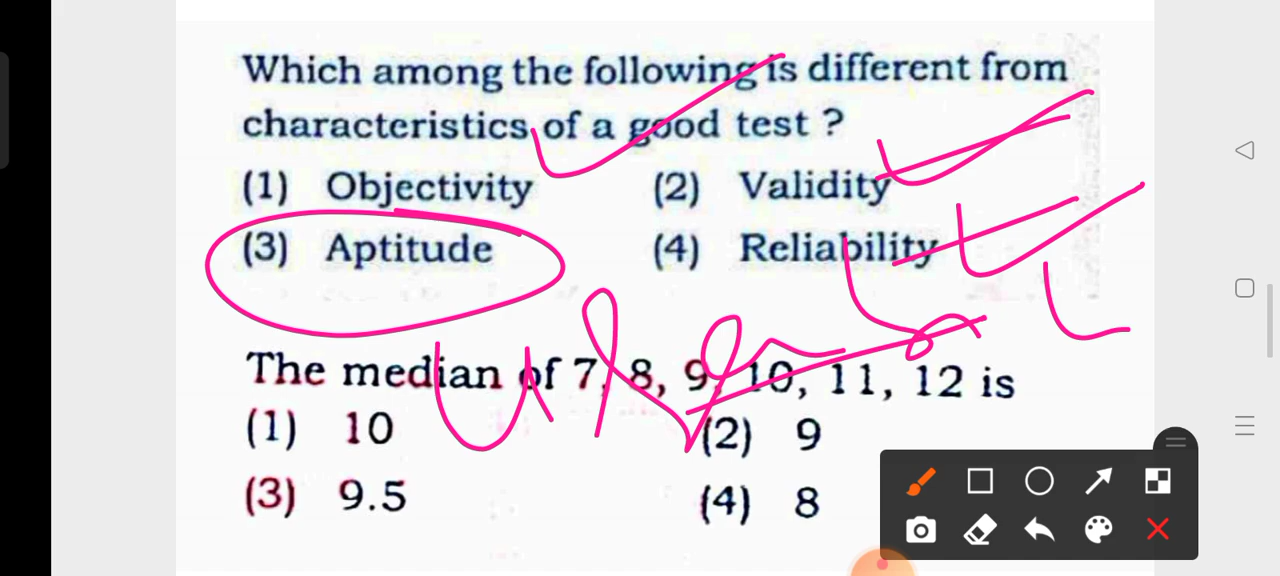 Which among the following is different from
characteristics of a good test ?
(1) Objectivity (2) Validity
(3) Aptitude (4) Reliability
The median of 7, 8, 9, 10, 11, 12 is
(1) 10 (2) 9
(3) 9.5 (4) 8